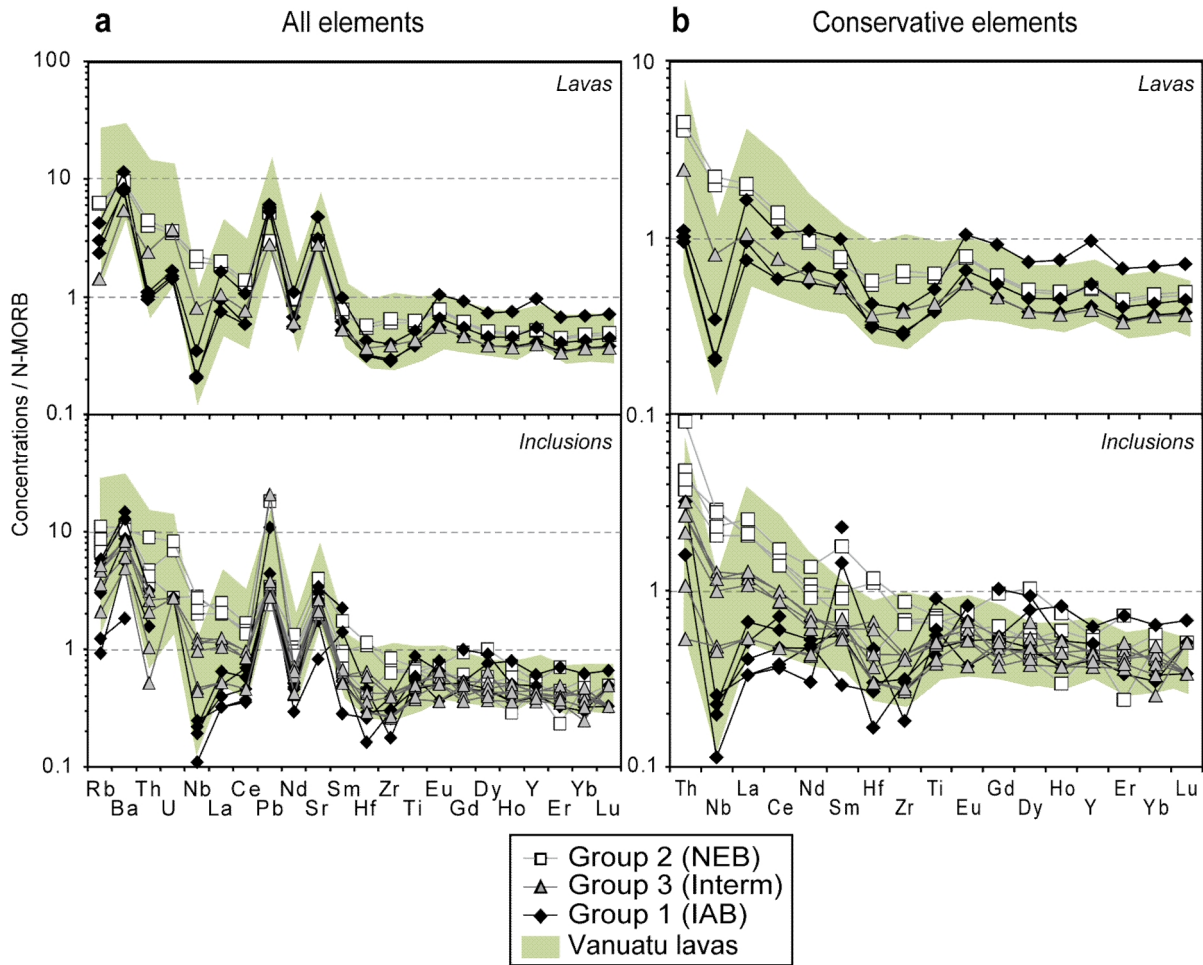 a All elements
b Conservative elements
Concentrations / N-MORB
100
10
1
0.1
Lavas
10
1
0.1
Lavas
10
1
0.1
Inclusions
1
0.1
Inclusions
Rb Ba Th U Nb La Ce Pb Nd Sr Sm Hf Zr Ti Eu Gd Dy Ho Y Er Yb Lu
Th Nb La Ce Nd Sm Hf Zr Ti Eu Gd Dy Ho Y Er Yb Lu
Group 2 (NEB)
Group 3 (Interm)
Group 1 (IAB)
Vanuatu lavas